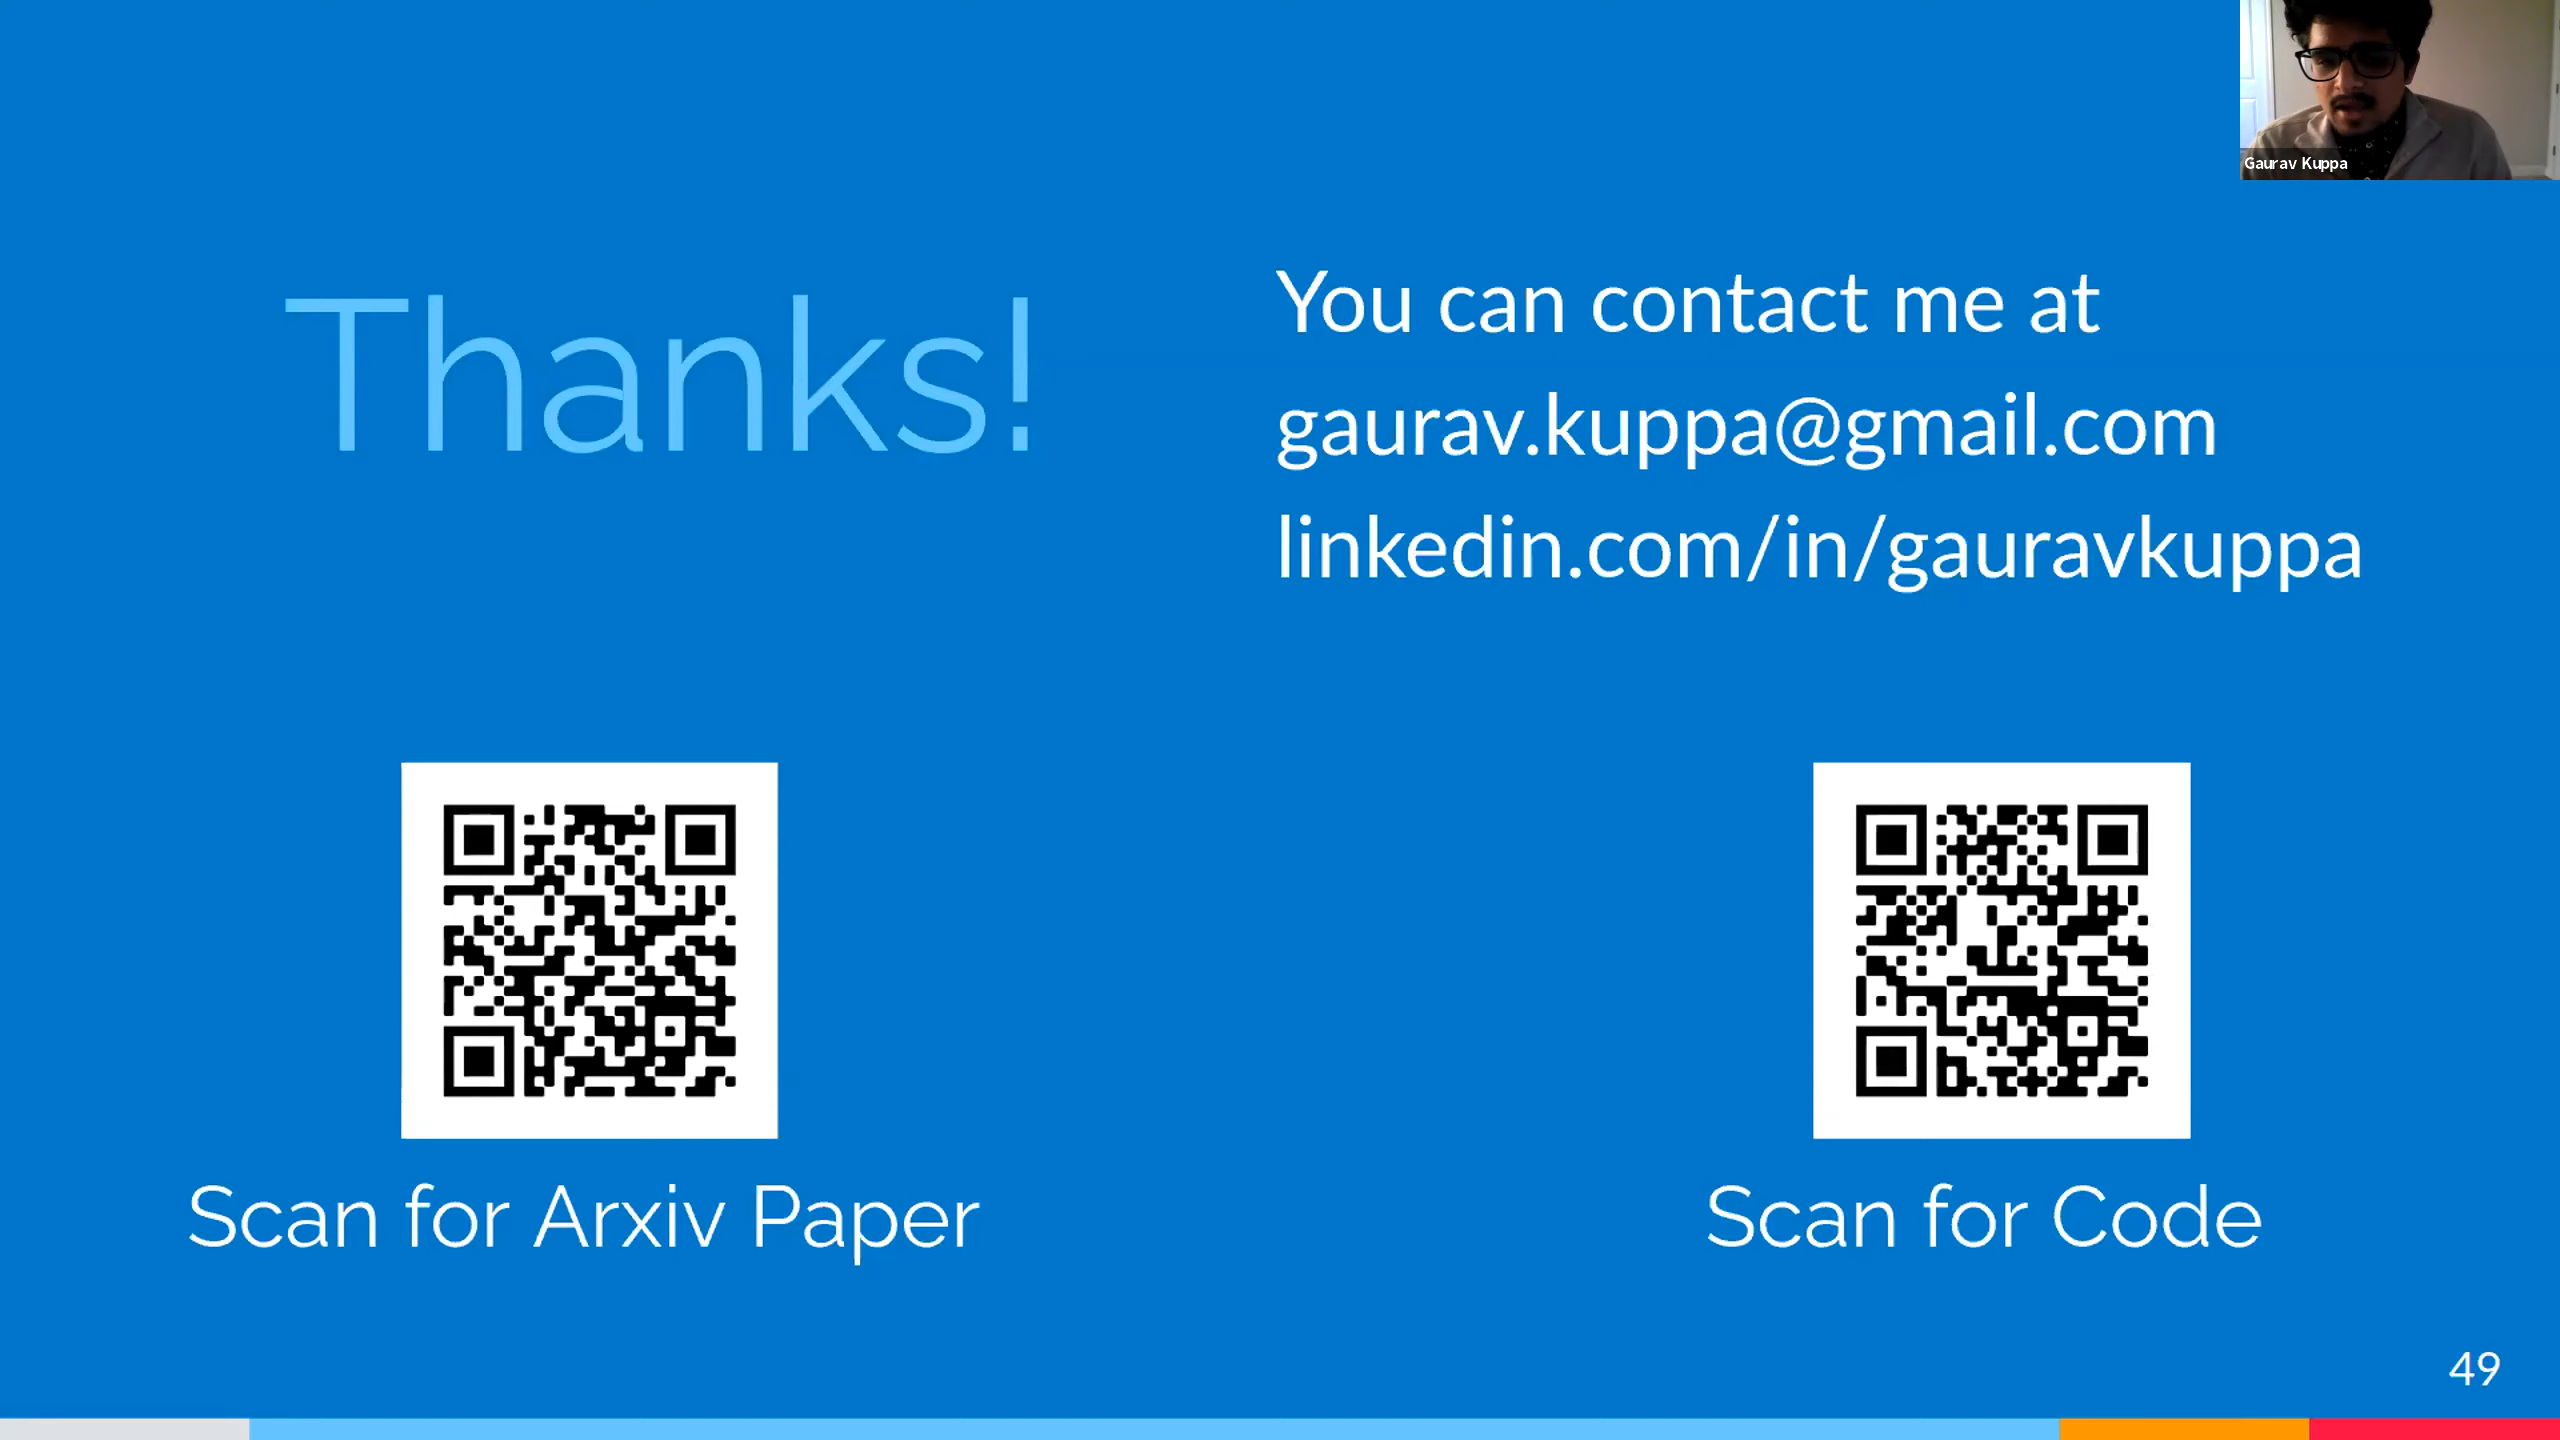 Gaurav Kuppa
Thanks!
You can contact me at
gaurav.kuppa@gmail.com
linkedin.com/in/gauravkuppa
Scan for Arxiv Paper
Scan for Code
49